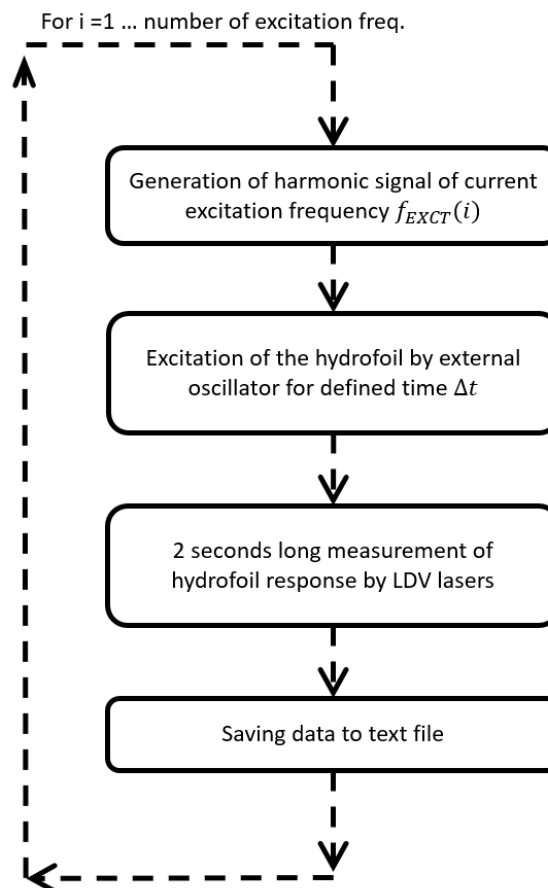 For i =1 ... number of excitation freq.
Generation of harmonic signal of current
excitation frequency f_{EXCT}(i)
Excitation of the hydrofoil by external
oscillator for defined time Δt
2 seconds long measurement of
hydrofoil response by LDV lasers
Saving data to text file